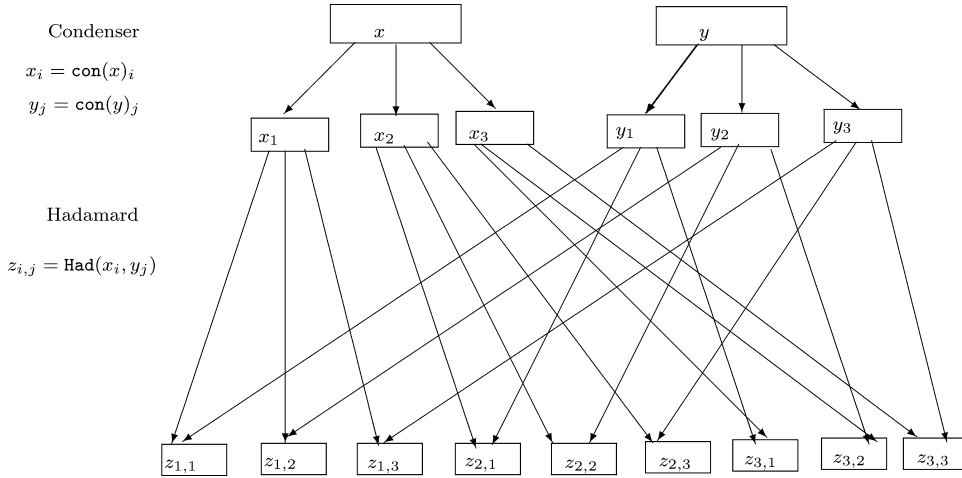 Condenser
x y
x_i = con(x)_i
y_j = con(y)_j
x_1 x_2 x_3 y_1 y_2 y_3
Hadamard
z_{i,j} = Had(x_i, y_j)
z_{1,1} z_{1,2} z_{1,3} z_{2,1} z_{2,2} z_{2,3} z_{3,1} z_{3,2} z_{3,3}